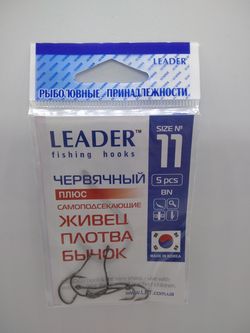 LEADER
РЫБОЛОВНЫЕ ПРИНАДЛЕЖНОСТИ
LEADER™
fishing hooks
SIZE №
11
5 pcs
BN
ЧЕРВЯЧНЫЙ
ПЛЮС
САМОПОДСЕКАЮЩИЕ
ЖИВЕЦ
ПЛОТВА
БЫЧОК
MADE IN KOREA